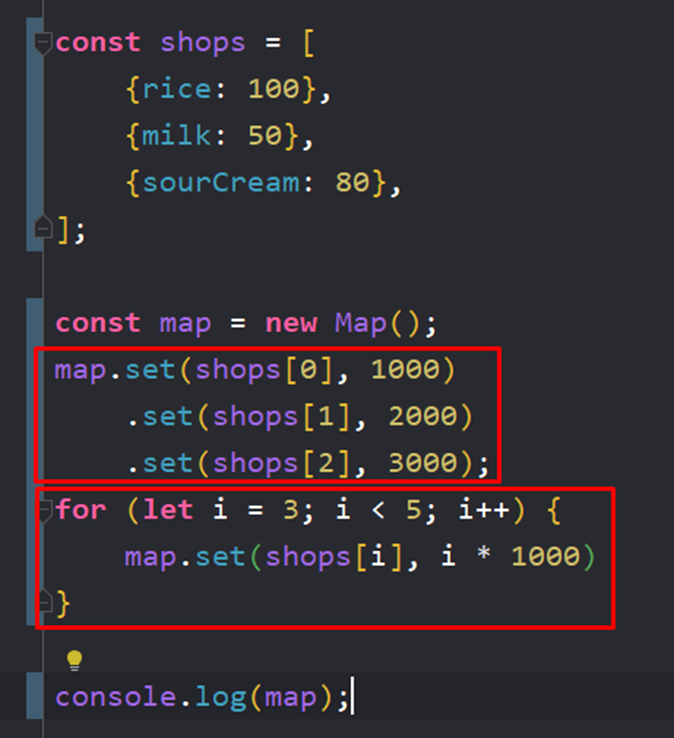 const shops = [
    {rice: 100},
    {milk: 50},
    {sourCream: 80},
];
const map = new Map();
map.set(shops[0], 1000)
    .set(shops[1], 2000)
    .set(shops[2], 3000);
for (let i = 3; i < 5; i++) {
    map.set(shops[i], i * 1000)
}
console.log(map);